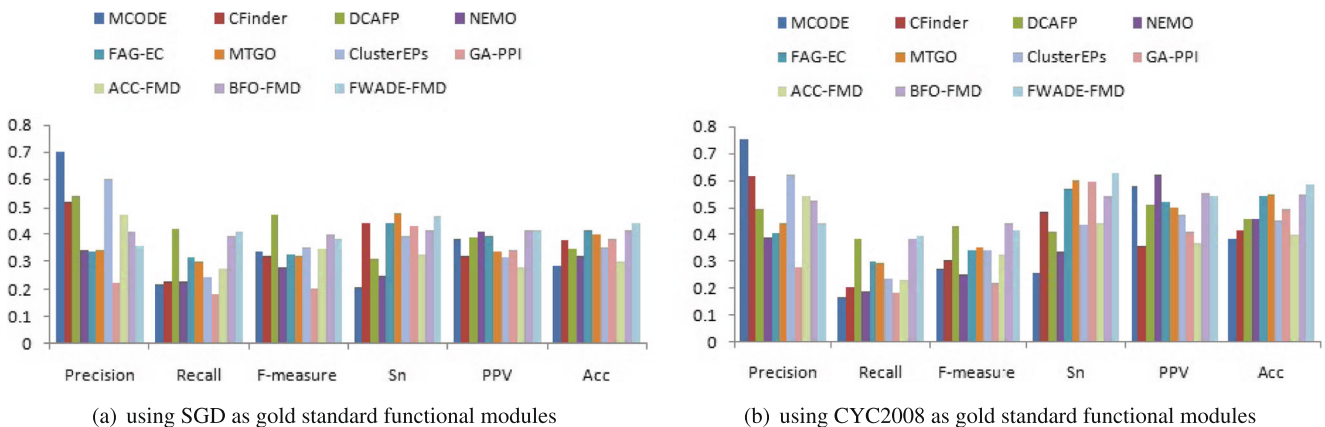 MCODE CFinder DCAFP NEMO
FAG-EC MTGO ClusterEPs GA-PPI
ACC-FMD BFO-FMD FWADE-FMD
0.8
0.7
0.6
0.5
0.4
0.3
0.2
0.1
0
Precision Recall F-measure Sn PPV Acc
(a) using SGD as gold standard functional modules
MCODE CFinder DCAFP NEMO
FAG-EC MTGO ClusterEPs GA-PPI
ACC-FMD BFO-FMD FWADE-FMD
0.8
0.7
0.6
0.5
0.4
0.3
0.2
0.1
0
Precision Recall F-measure Sn PPV Acc
(b) using CYC2008 as gold standard functional modules